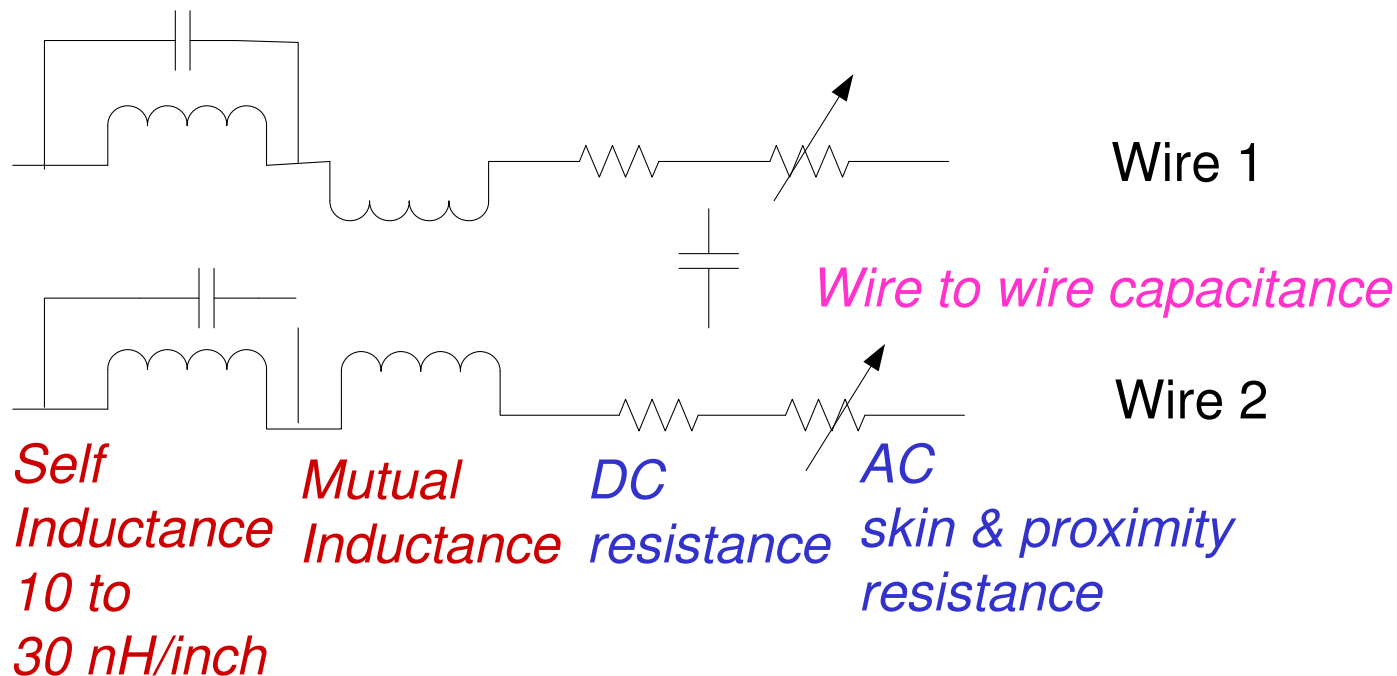 Wire 1
Wire to wire capacitance
Wire 2
Self
Inductance
10 to
30 nH/inch
Mutual
Inductance
DC
resistance
AC
skin & proximity
resistance